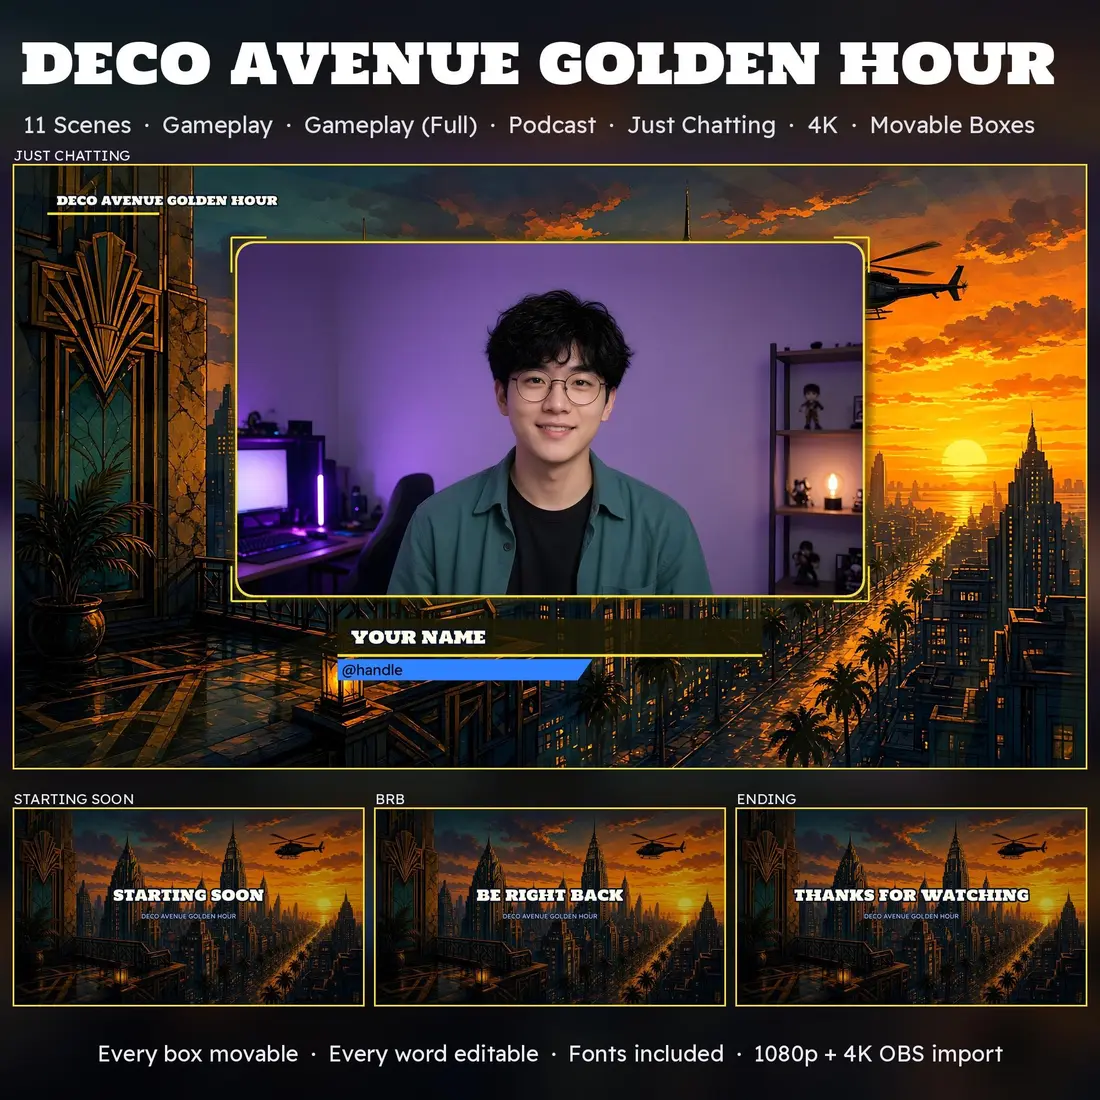 DECO AVENUE GOLDEN HOUR
11 Scenes · Gameplay · Gameplay (Full) · Podcast · Just Chatting · 4K · Movable Boxes
JUST CHATTING
DECO AVENUE GOLDEN HOUR
YOUR NAME
@handle
STARTING SOON
BRB
ENDING
STARTING SOON
DECO AVENUE GOLDEN HOUR
BE RIGHT BACK
DECO AVENUE GOLDEN HOUR
THANKS FOR WATCHING
DECO AVENUE GOLDEN HOUR
Every box movable · Every word editable · Fonts included · 1080p + 4K OBS import